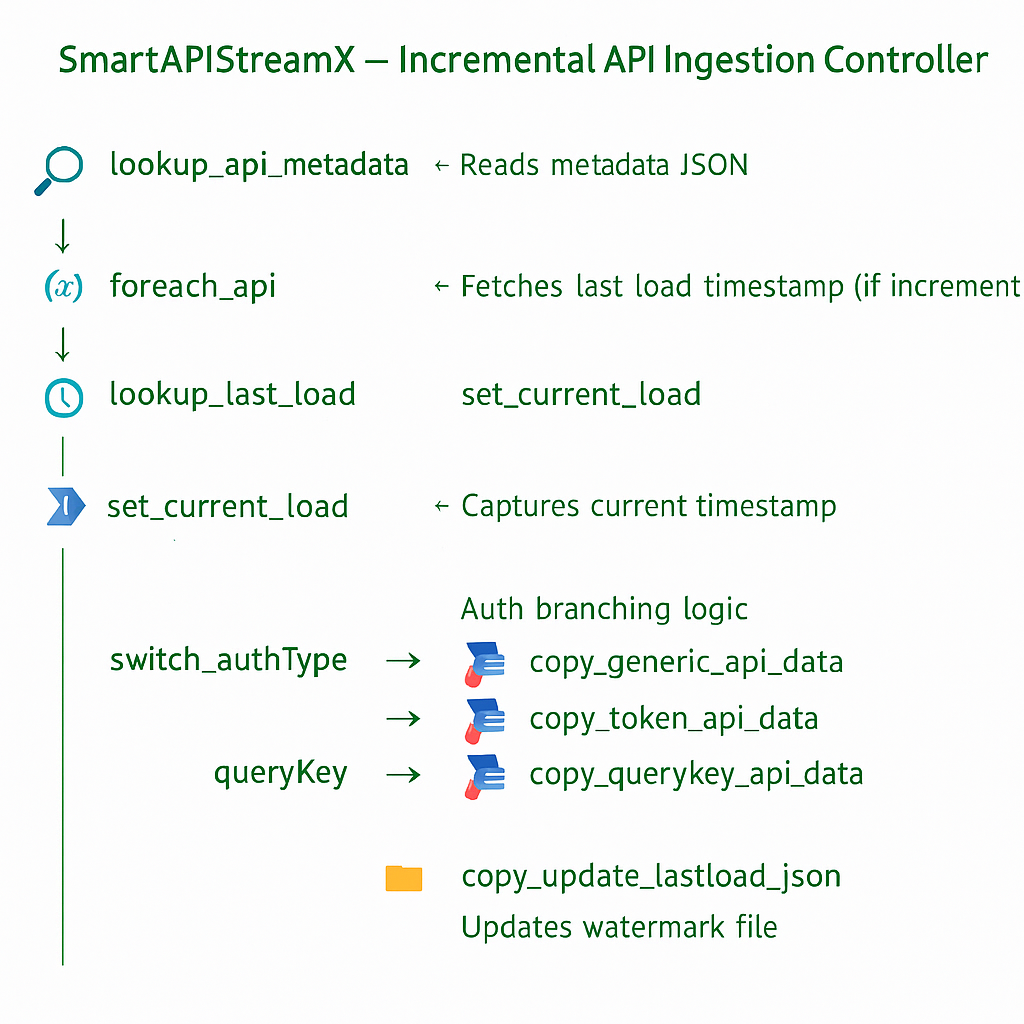 SmartAPIStreamX – Incremental API Ingestion Controller
lookup_api_metadata ← Reads metadata JSON
↓
(x) foreach_api ← Fetches last load timestamp (if increment
↓
lookup_last_load set_current_load
set_current_load ← Captures current timestamp
Auth branching logic
switch_authType → copy_generic_api_data
→ copy_token_api_data
queryKey → copy_querykey_api_data
copy_update_lastload_json
Updates watermark file